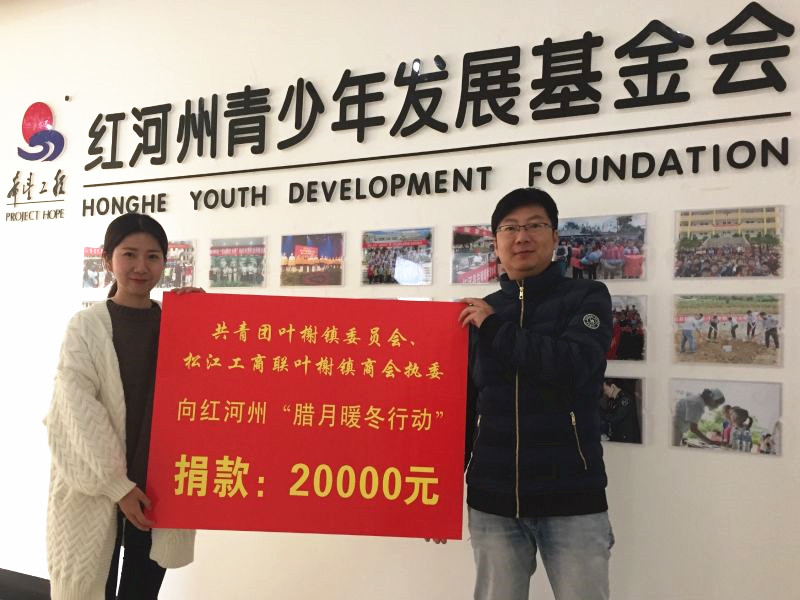 红河州青少年发展基金会
HONGHE YOUTH DEVELOPMENT FOUNDATION
希望工程
PROJECT HOPE
共青团叶榭镇委员会、
松江工商联叶榭镇商会执委
向红河州“腊月暖冬行动”
捐款：20000元